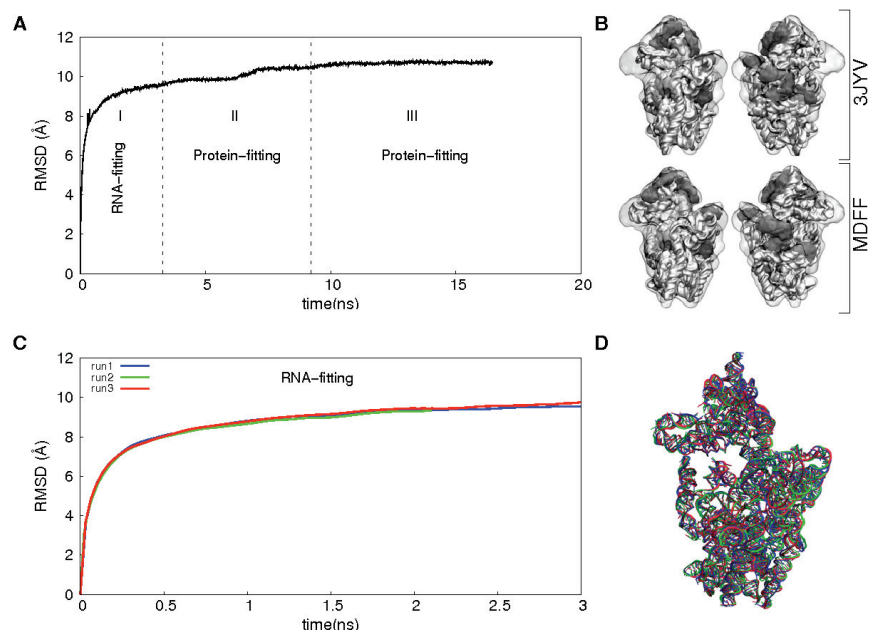 A
12
10
8
6
4
2
0
RMSD (Å)
I
II
III
RNA-fitting
Protein-fitting
Protein-fitting
0
5
10
15
20
time(ns)
B
3JYV
MDFF
C
12
10
8
6
4
2
0
RMSD (Å)
run1
run2
run3
RNA-fitting
0
0.5
1
1.5
2
2.5
3
time(ns)
D